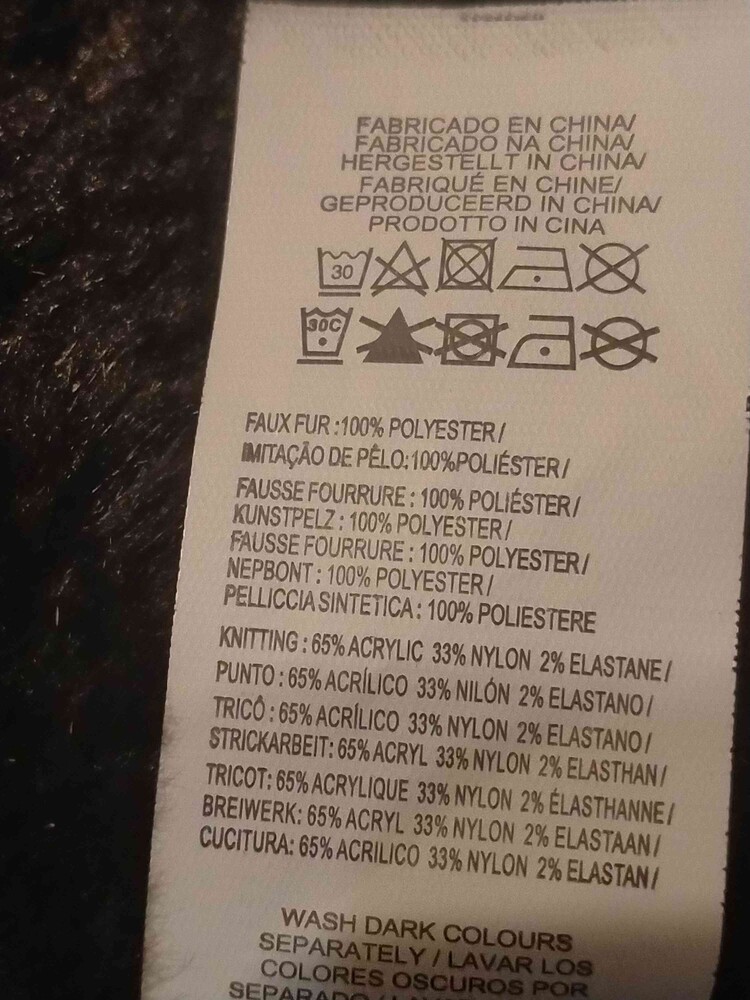 FABRICADO EN CHINA/
FABRICADO NA CHINA/
HERGESTELLT IN CHINA/
FABRIQUÉ EN CHINE/
GEPRODUCEERD IN CHINA/
PRODOTTO IN CINA
30
30C
FAUX FUR :100% POLYESTER/
IMITAÇÃO DE PÊLO:100%POLIÉSTER/
FAUSSE FOURRURE : 100% POLIÉSTER/
KUNSTPELZ : 100% POLYESTER/
FAUSSE FOURRURE : 100% POLYESTER/
NEPBONT : 100% POLYESTER/
PELLICCIA SINTETICA : 100% POLIESTERE
KNITTING : 65% ACRYLIC 33% NYLON 2% ELASTANE/
PUNTO : 65% ACRÍLICO 33% NILÓN 2% ELASTANO/
TRICÔ : 65% ACRÍLICO 33% NYLON 2% ELASTANO/
STRICKARBEIT: 65% ACRYL 33% NYLON 2% ELASTHAN/
TRICOT: 65% ACRYLIQUE 33% NYLON 2% ÉLASTHANNE/
BREIWERK: 65% ACRYL 33% NYLON 2% ELASTAAN/
CUCITURA: 65% ACRILICO 33% NYLON 2% ELASTAN/
WASH DARK COLOURS
SEPARATELY / LAVAR LOS
COLORES OSCUROS POR
SEPARADO /